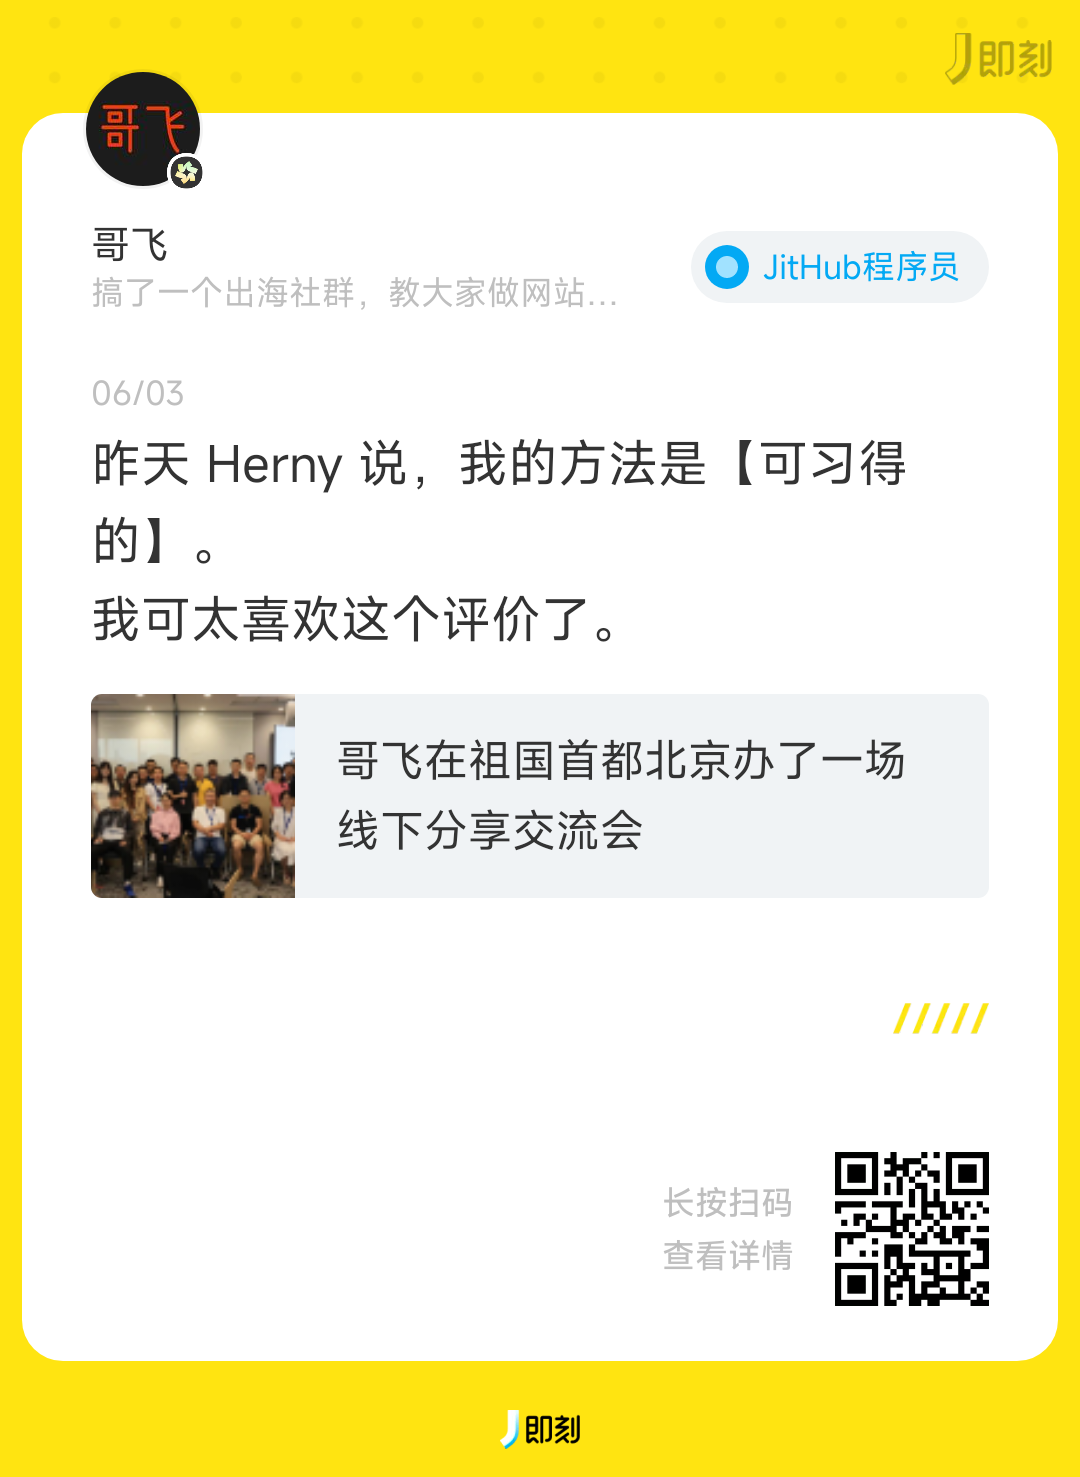 即刻
哥飞
哥飞
搞了一个出海社群，教大家做网站...
JitHub程序员
06/03
昨天 Herny 说，我的方法是【可习得
的】。
我可太喜欢这个评价了。
哥飞在祖国首都北京办了一场
线下分享交流会
长按扫码
查看详情
即刻